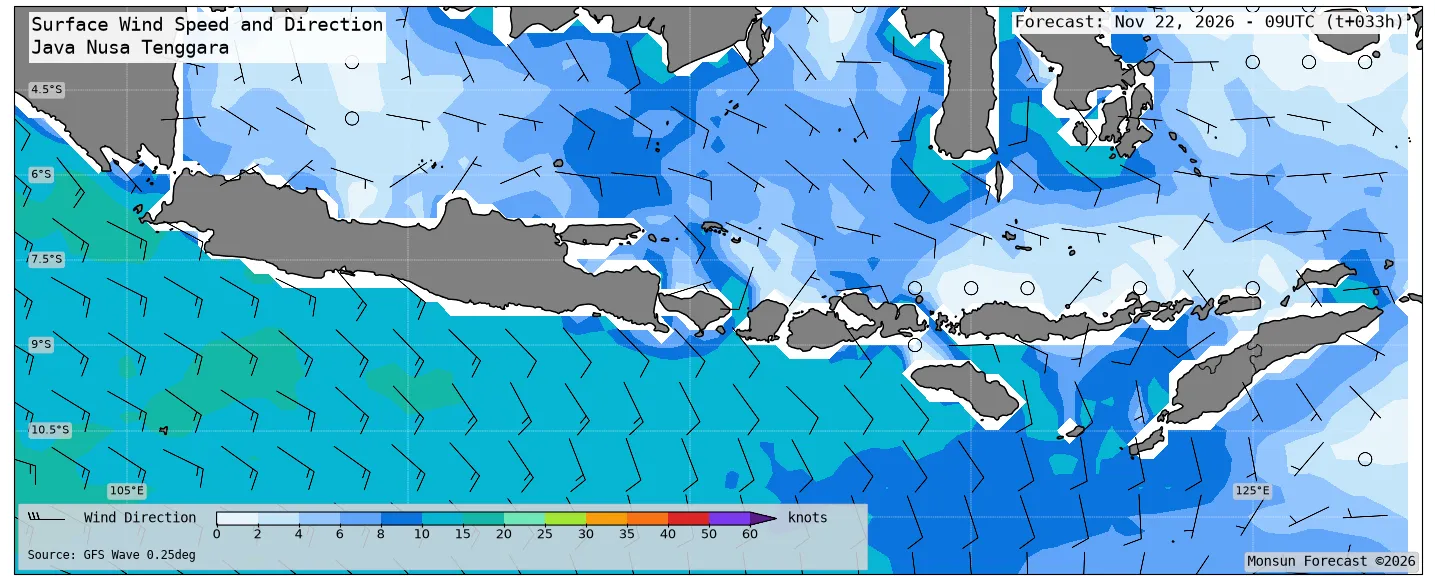 Surface Wind Speed and Direction
Java Nusa Tenggara
Forecast: Nov 22, 2026 - 09UTC (t+033h)
4.5°S
6°S
7.5°S
9°S
10.5°S
105°E
125°E
Wind Direction
0 2 4 6 8 10 15 20 25 30 35 40 50 60
knots
Source: GFS Wave 0.25deg
Monsun Forecast ©2026